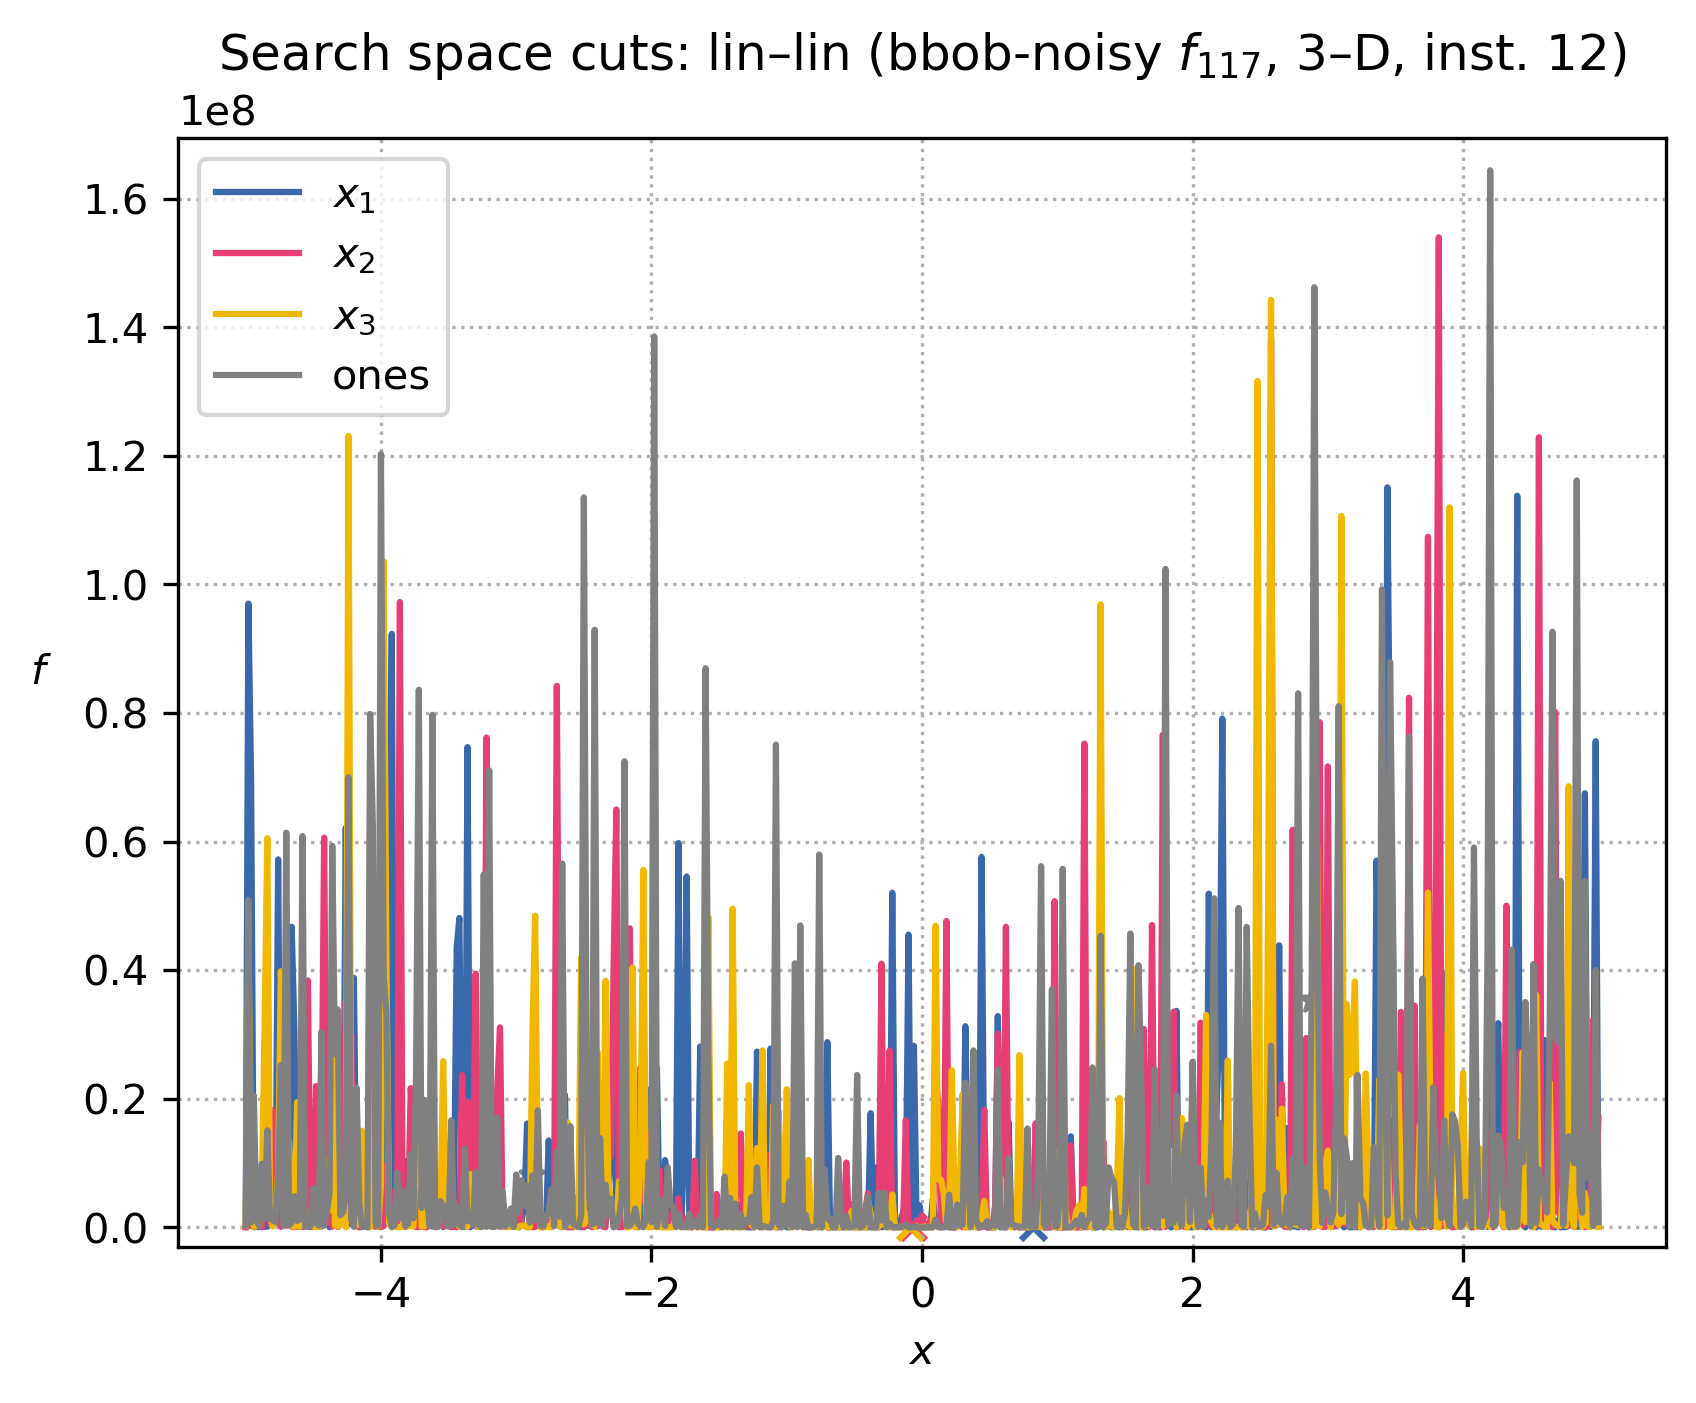 Search space cuts: lin–lin (bbob-noisy f₁₁₇, 3–D, inst. 12)
1e8
x₁
x₂
x₃
ones
1.6
1.4
1.2
1.0
0.8
0.6
0.4
0.2
0.0
f
−4 −2 0 2 4
x